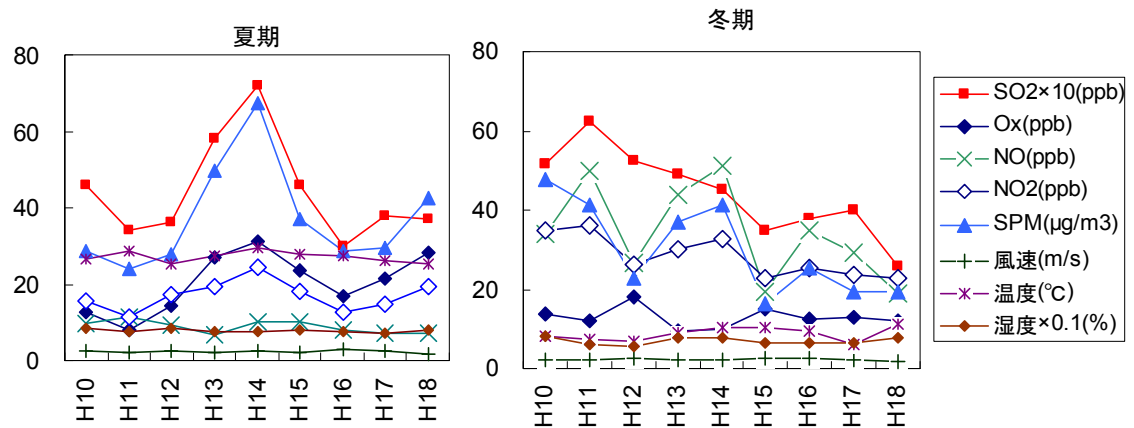 夏期
80
60
40
20
0
H10
H11
H12
H13
H14
H15
H16
H17
H18
冬期
80
60
40
20
0
H10
H11
H12
H13
H14
H15
H16
H17
H18
SO2×10(ppb)
Ox(ppb)
NO(ppb)
NO2(ppb)
SPM(μg/m3)
風速(m/s)
温度(℃)
湿度×0.1(%)